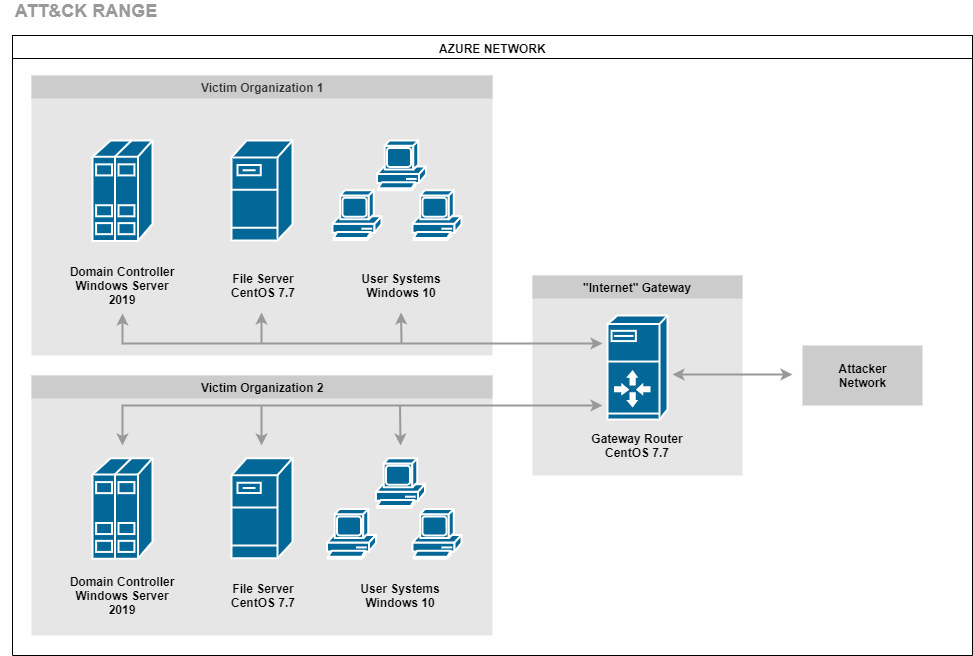 ATT&CK RANGE
AZURE NETWORK
Victim Organization 1
Domain Controller
Windows Server
2019
File Server
CentOS 7.7
User Systems
Windows 10
"Internet" Gateway
Gateway Router
CentOS 7.7
Attacker
Network
Victim Organization 2
Domain Controller
Windows Server
2019
File Server
CentOS 7.7
User Systems
Windows 10